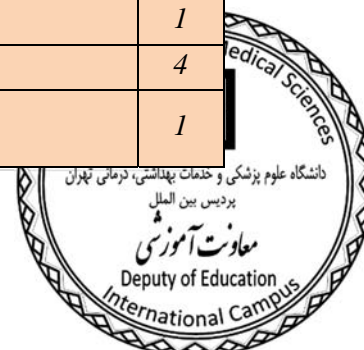 1
4
1
edical Sciences
دانشگاه علوم پزشکی و خدمات بهداشتی، درمانی تهران
پردیس بین الملل
معاونت آموزشی
Deputy of Education
International Campus